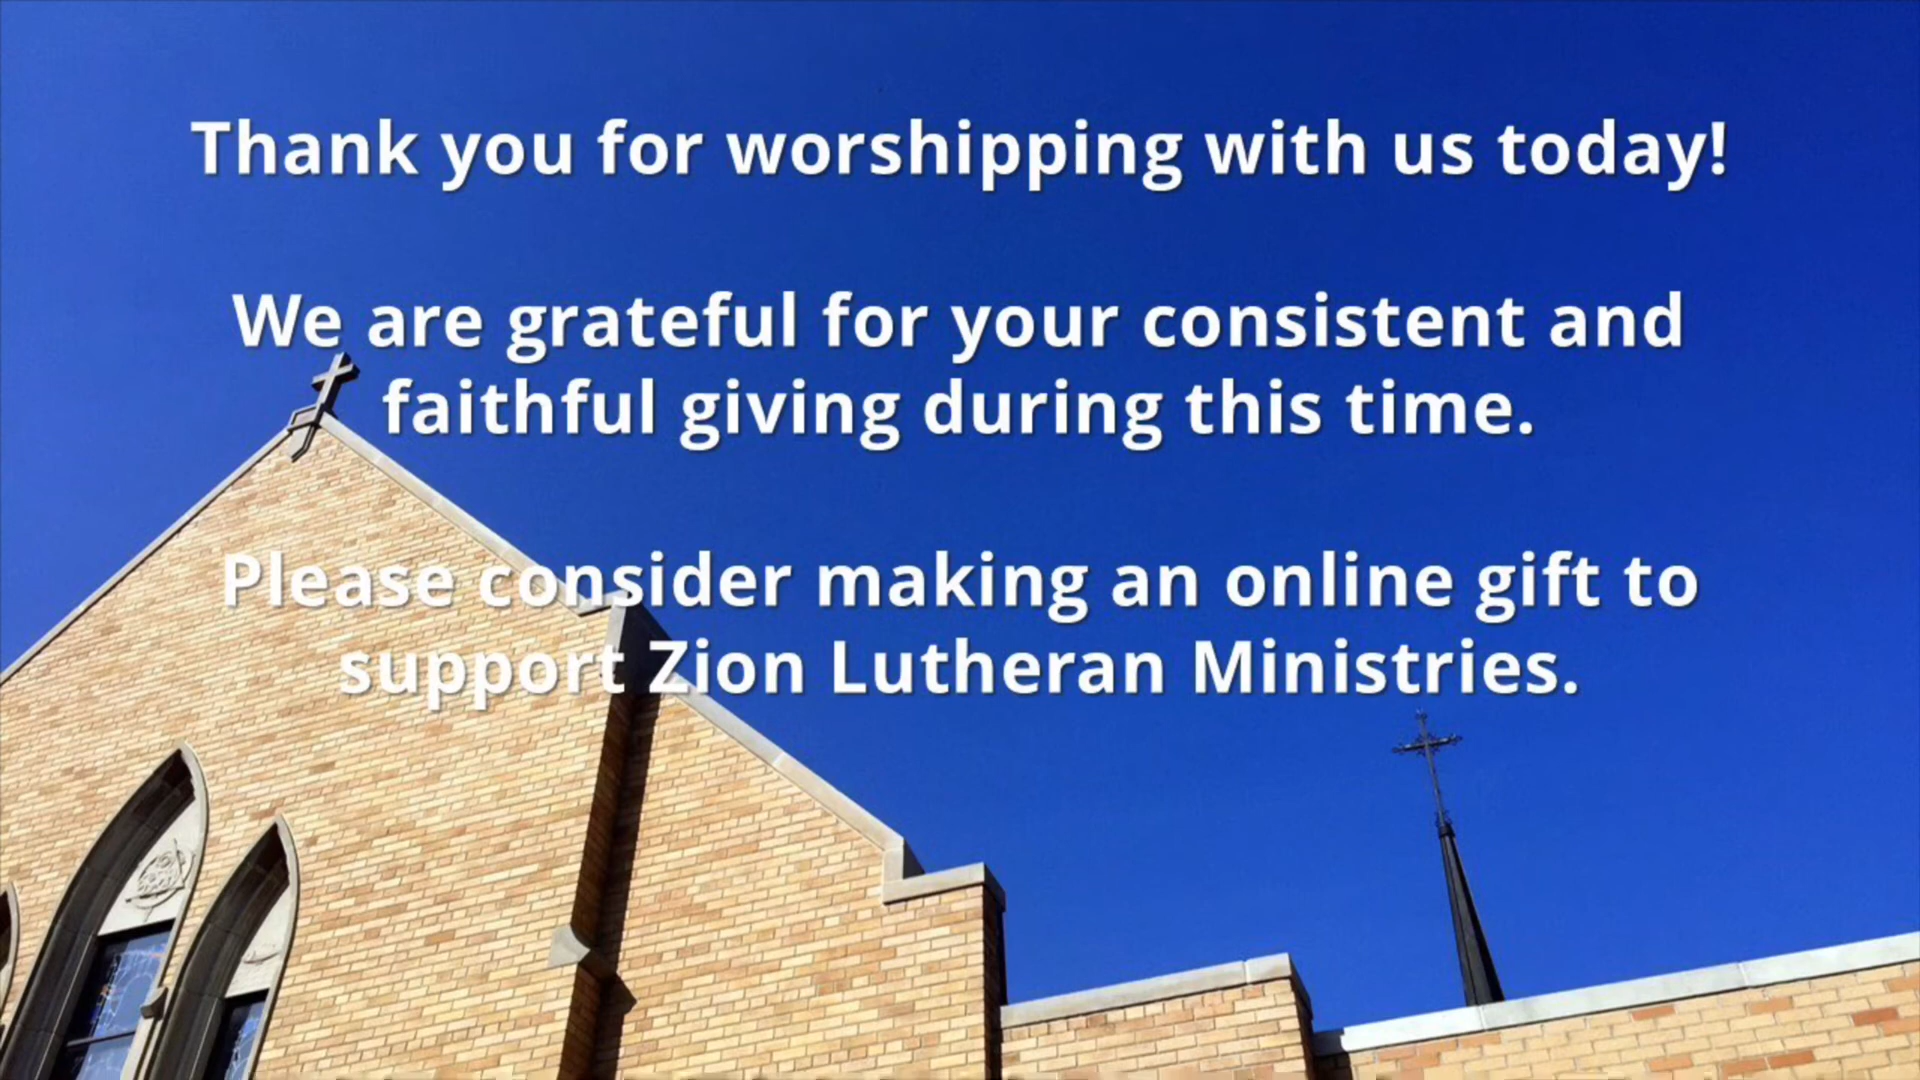 Thank you for worshipping with us today!
We are grateful for your consistent and
faithful giving during this time.
Please consider making an online gift to
support Zion Lutheran Ministries.